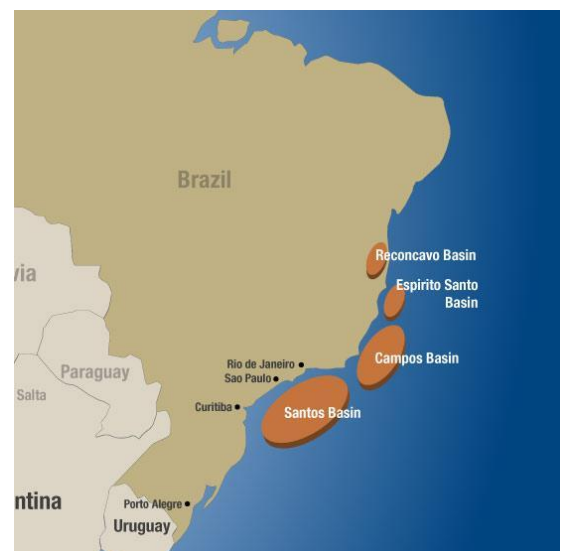 Brazil
Reconcavo Basin
via
Espirito Santo
Basin
Campos Basin
Rio de Janeiro
Paraguay
Sao Paulo
Salta
Curitiba
Santos Basin
ntina
Porto Alegre
Uruguay